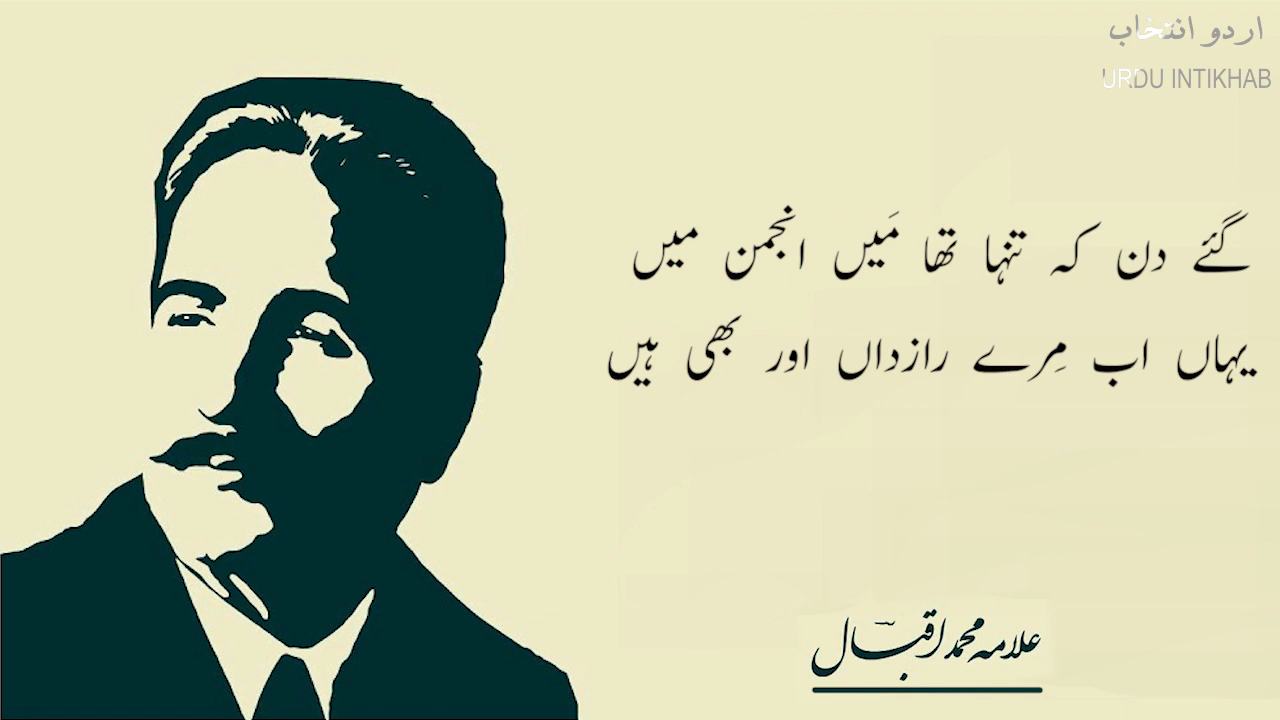 اردو انتخاب
URDU INTIKHAB
گئے دن کہ تنہا تھا مَیں انجمن میں
یہاں اب مِرے رازداں اور بھی ہیں
علامہ محمد اقبال